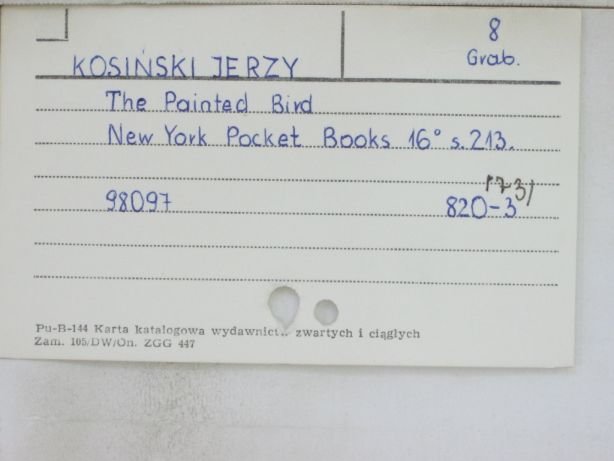 8
Grab.
KOSIŃSKI JERZY
The Painted Bird
New York Pocket Books 16° s. 213.
(73)
98097 820-3
Pu-B-144 Karta katalogowa wydawnictw zwartych i ciągłych
Zam. 105/DW/On. ZGG 447